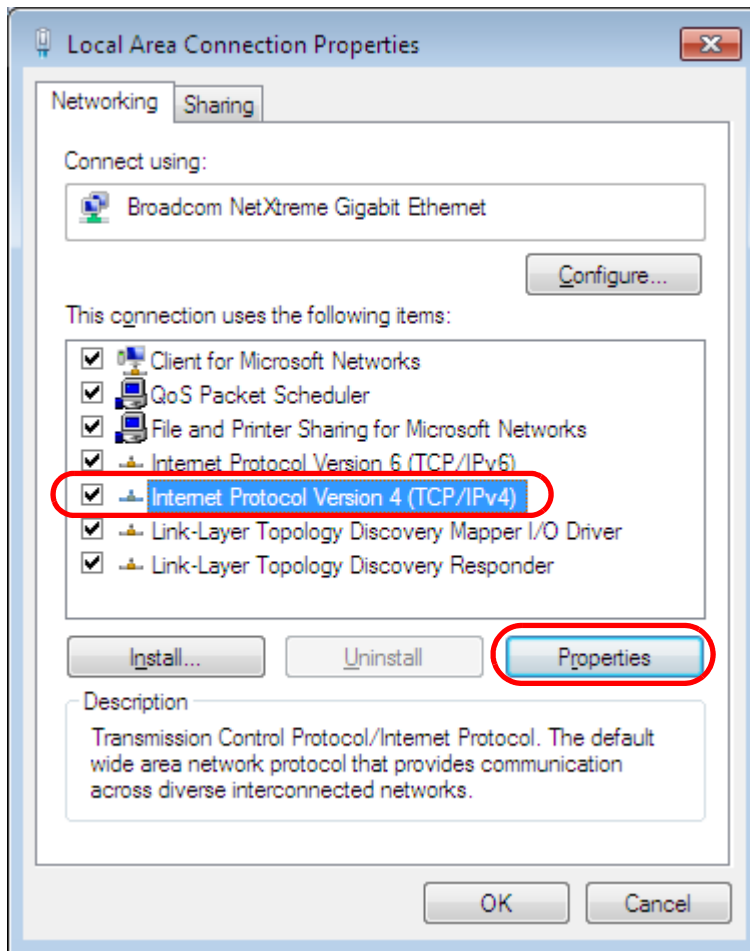 Local Area Connection Properties
Networking
Sharing
Connect using:
Broadcom NetXtreme Gigabit Ethernet
Configure...
This connection uses the following items:
Client for Microsoft Networks
QoS Packet Scheduler
File and Printer Sharing for Microsoft Networks
Internet Protocol Version 6 (TCP/IPv6)
Internet Protocol Version 4 (TCP/IPv4)
Link-Layer Topology Discovery Mapper I/O Driver
Link-Layer Topology Discovery Responder
Install...
Uninstall
Properties
Description
Transmission Control Protocol/Internet Protocol. The default
wide area network protocol that provides communication
across diverse interconnected networks.
OK
Cancel